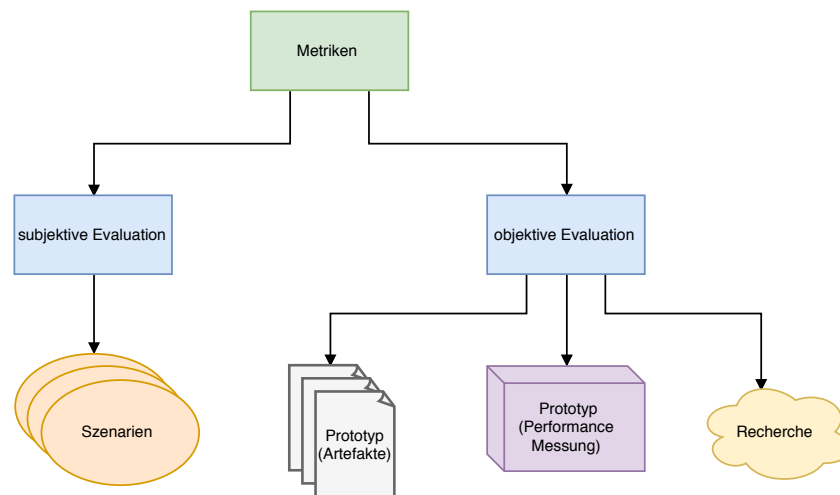 Metriken
subjektive Evaluation
objektive Evaluation
Szenarien
Prototyp
(Artefakte)
Prototyp
(Performance
Messung)
Recherche